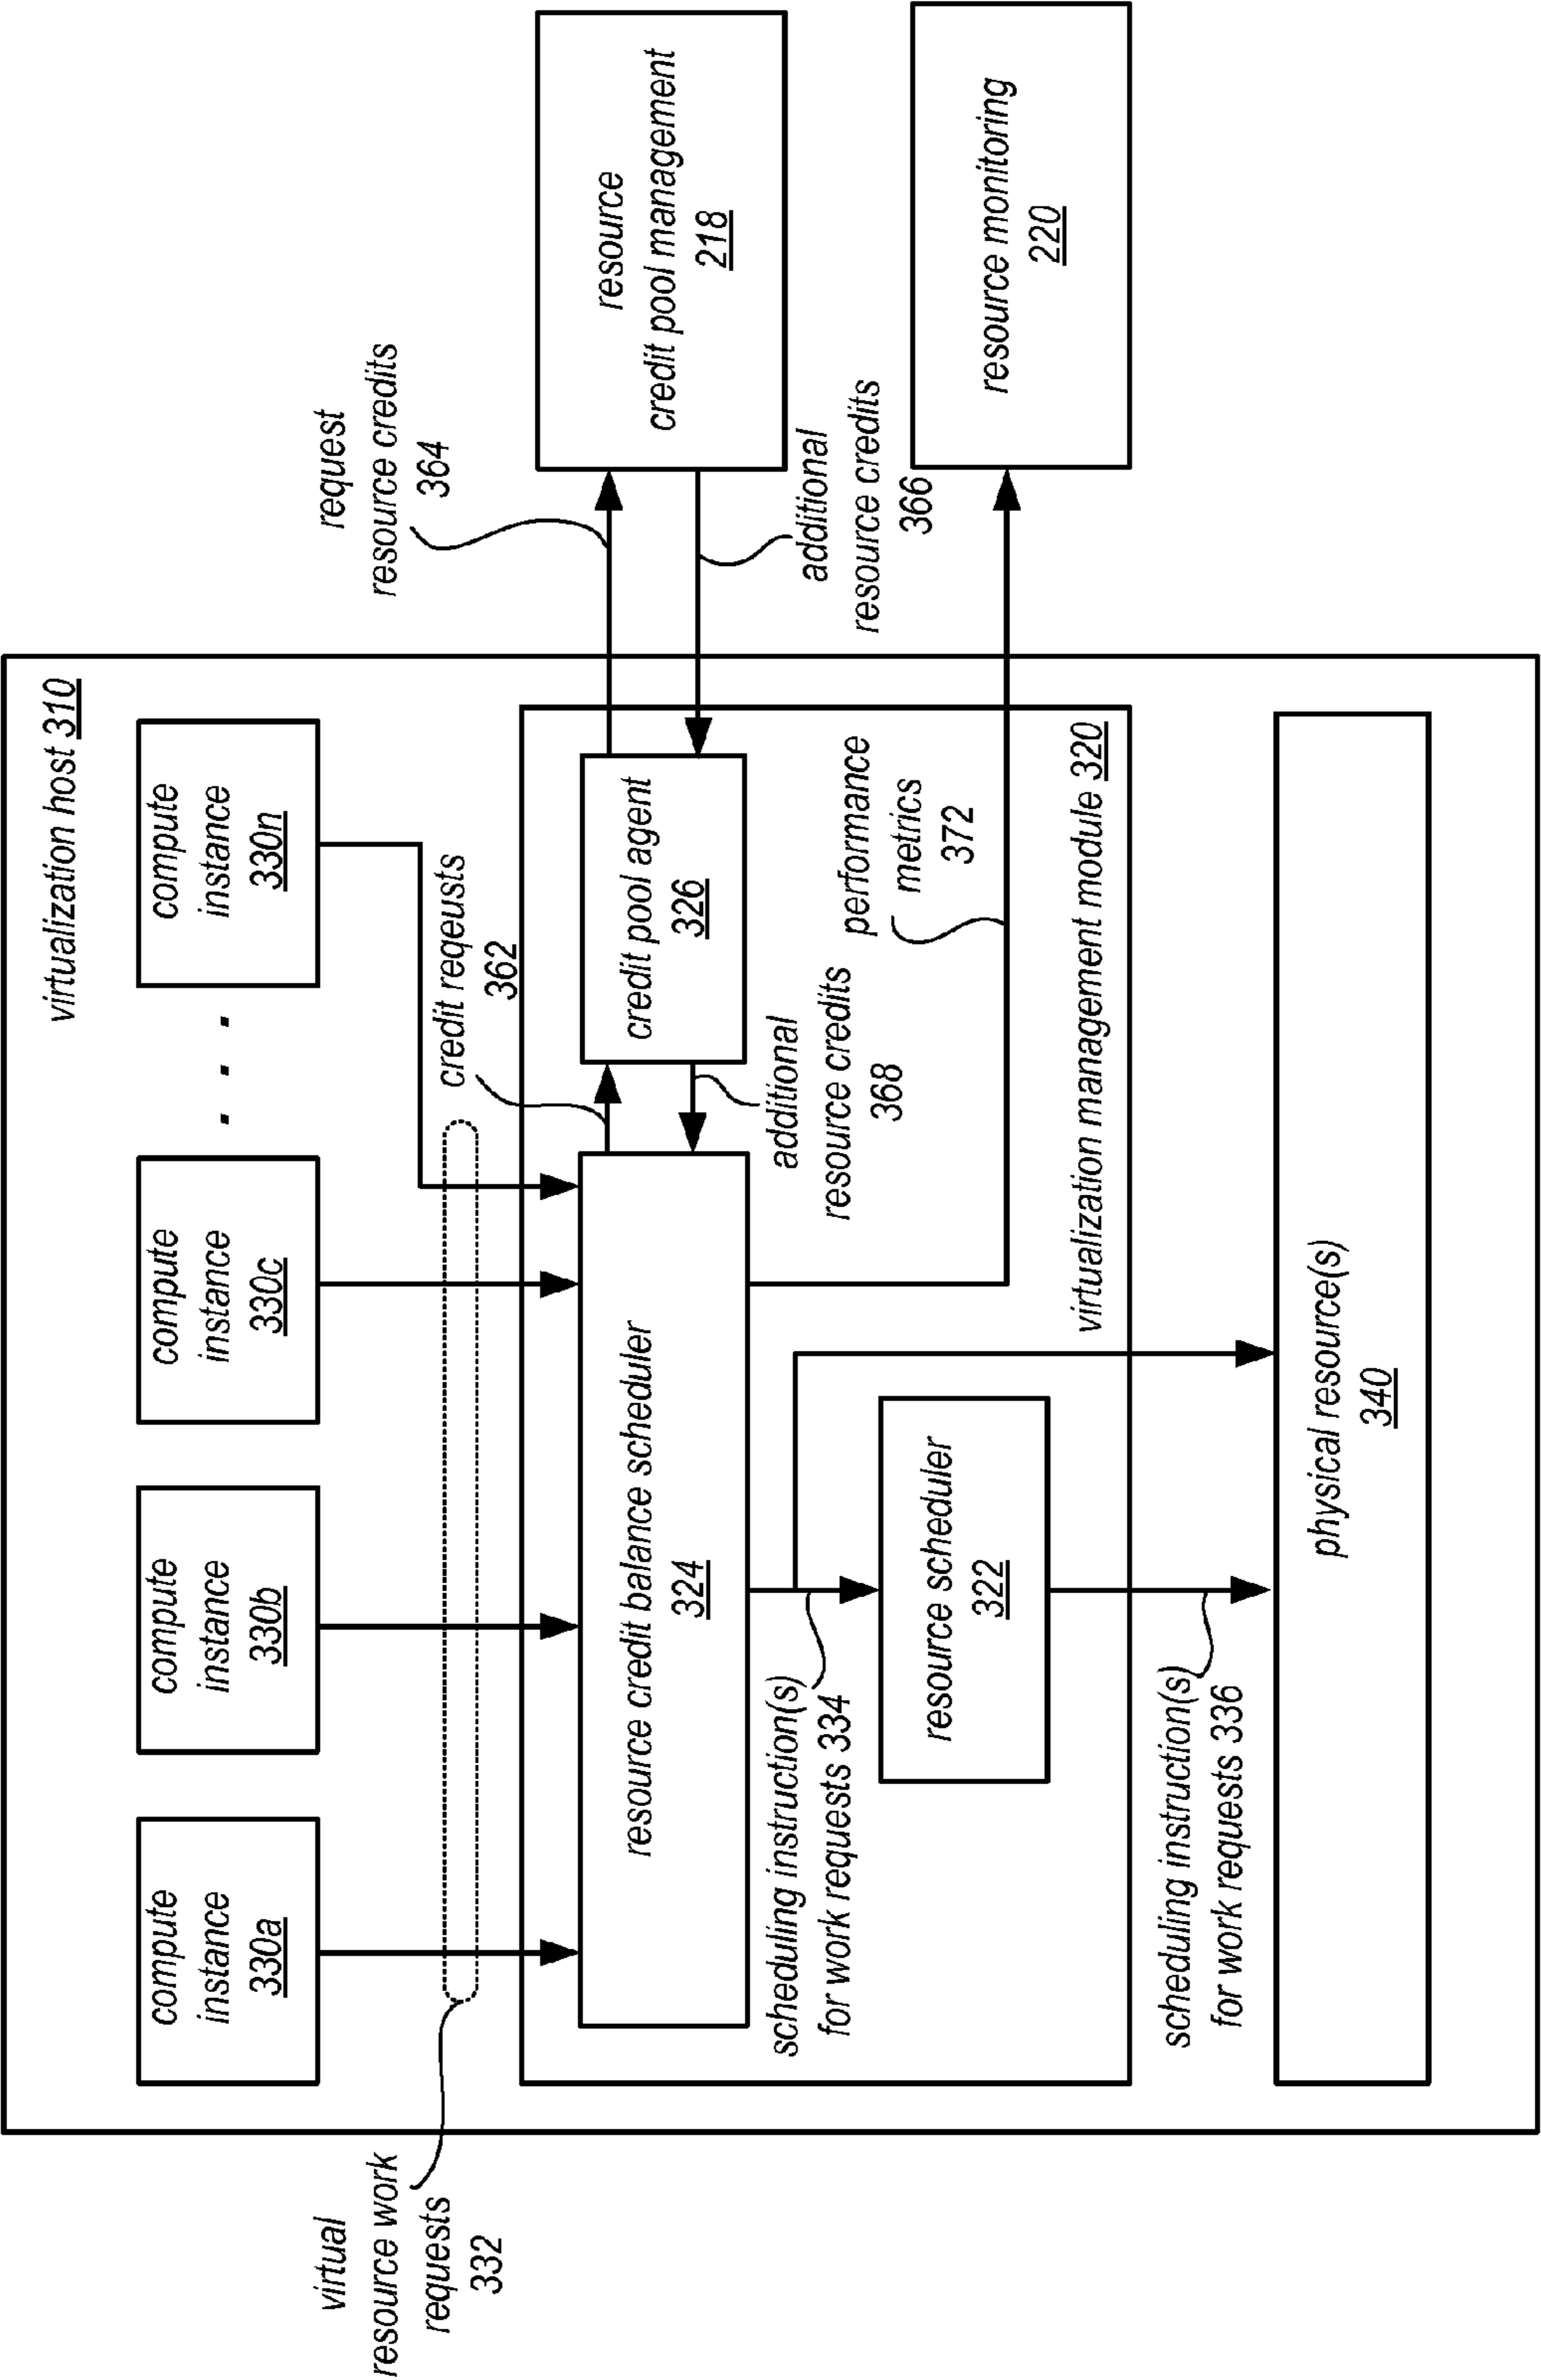 virtualization host 310
compute
instance
330a
compute
instance
330b
compute
instance
330c
. . .
compute
instance
330n
virtual
resource work
requests
332
credit reqeusts
362
request
resource credits
364
resource
credit pool management
218
resource credit balance scheduler
324
credit pool agent
326
additional
resource credits
368
additional
resource credits
366
performance
metrics
372
resource monitoring
220
scheduling instruction(s)
for work requests 334
resource scheduler
322
virtualization management module 320
scheduling instruction(s)
for work requests 336
physical resource(s)
340